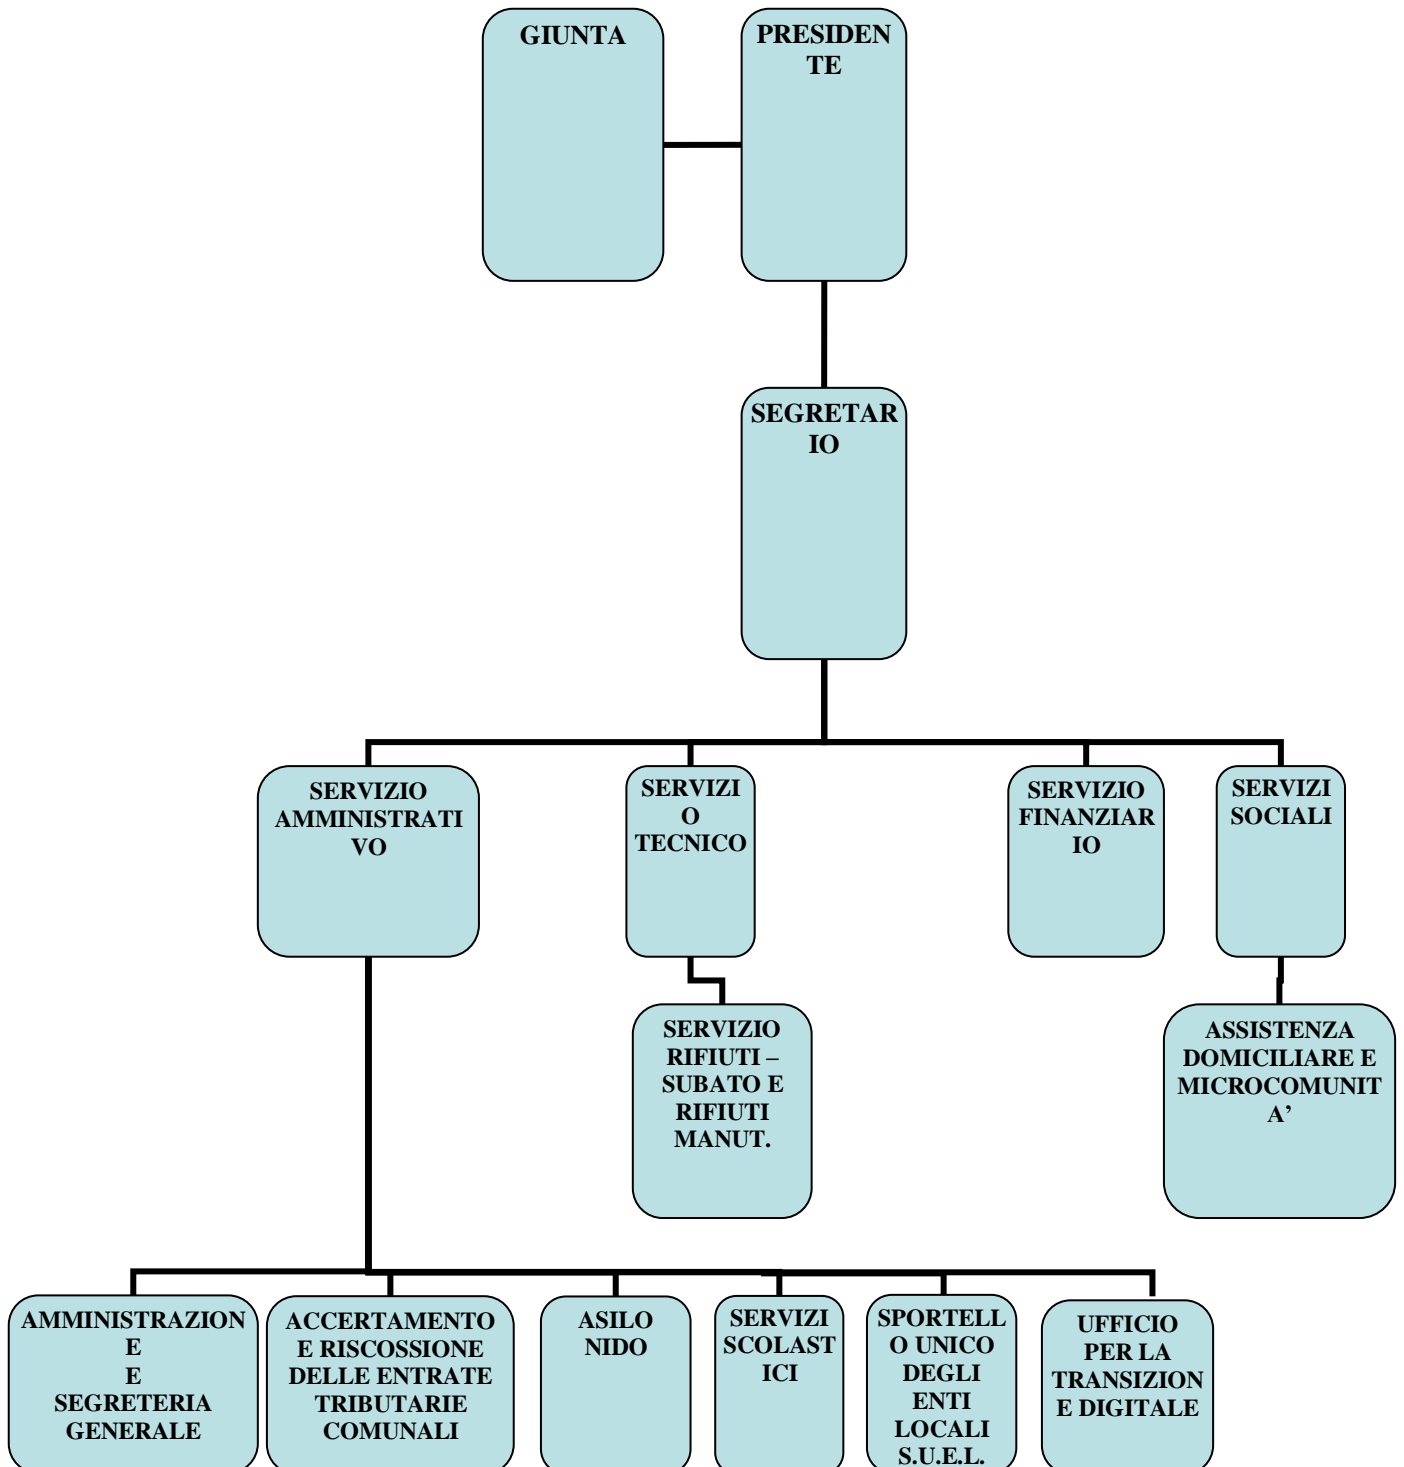 GIUNTA
PRESIDEN
TE
SEGRETAR
IO
SERVIZIO
AMMINISTRATI
VO
SERVIZI
O
TECNICO
SERVIZIO
FINANZIAR
IO
SERVIZI
SOCIALI
SERVIZIO
RIFIUTI –
SUBATO E
RIFIUTI
MANUT.
ASSISTENZA
DOMICILIARE E
MICROCOMUNIT
A’
AMMINISTRAZION
E
E
SEGRETERIA
GENERALE
ACCERTAMENTO
E RISCOSSIONE
DELLE ENTRATE
TRIBUTARIE
COMUNALI
ASILO
NIDO
SERVIZI
SCOLAST
ICI
SPORTELL
O UNICO
DEGLI
ENTI
LOCALI
S.U.E.L.
UFFICIO
PER LA
TRANSIZION
E DIGITALE